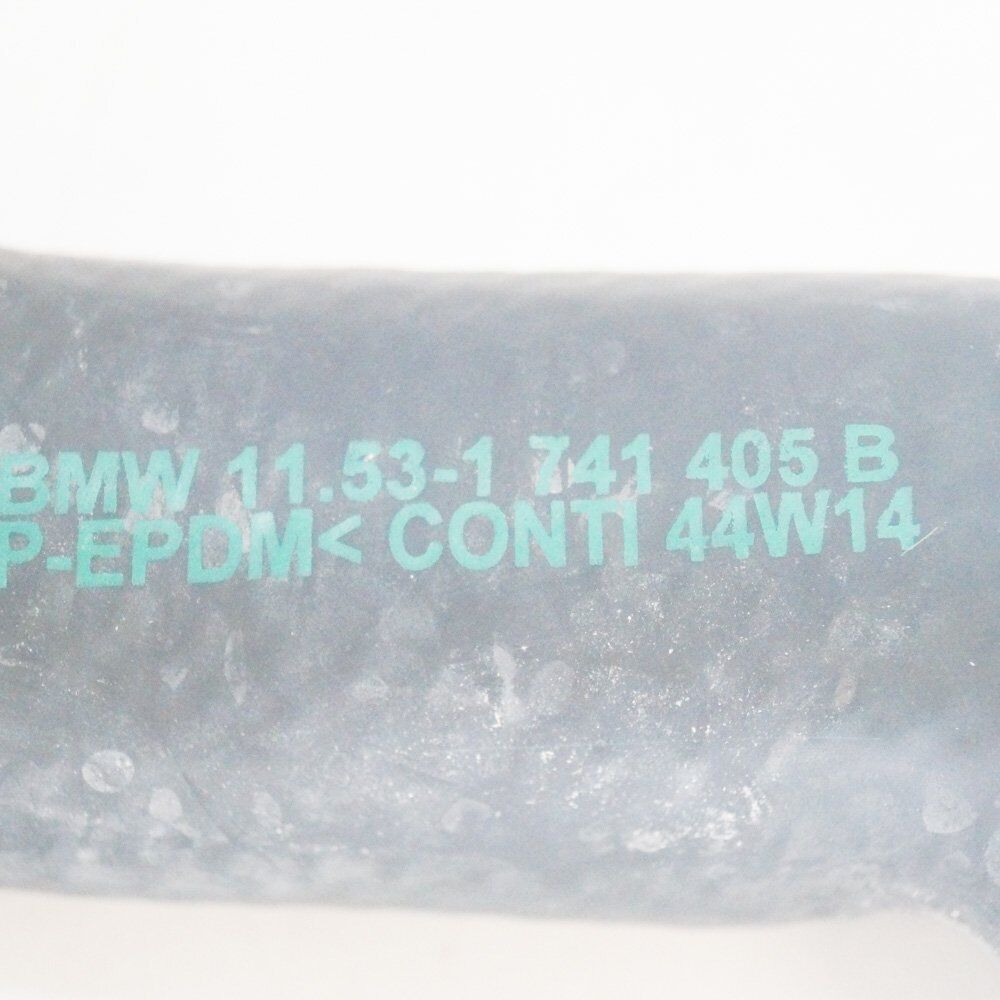 BMW 11.53-1 741 405 B
P-EPDM< CONTI 44W14